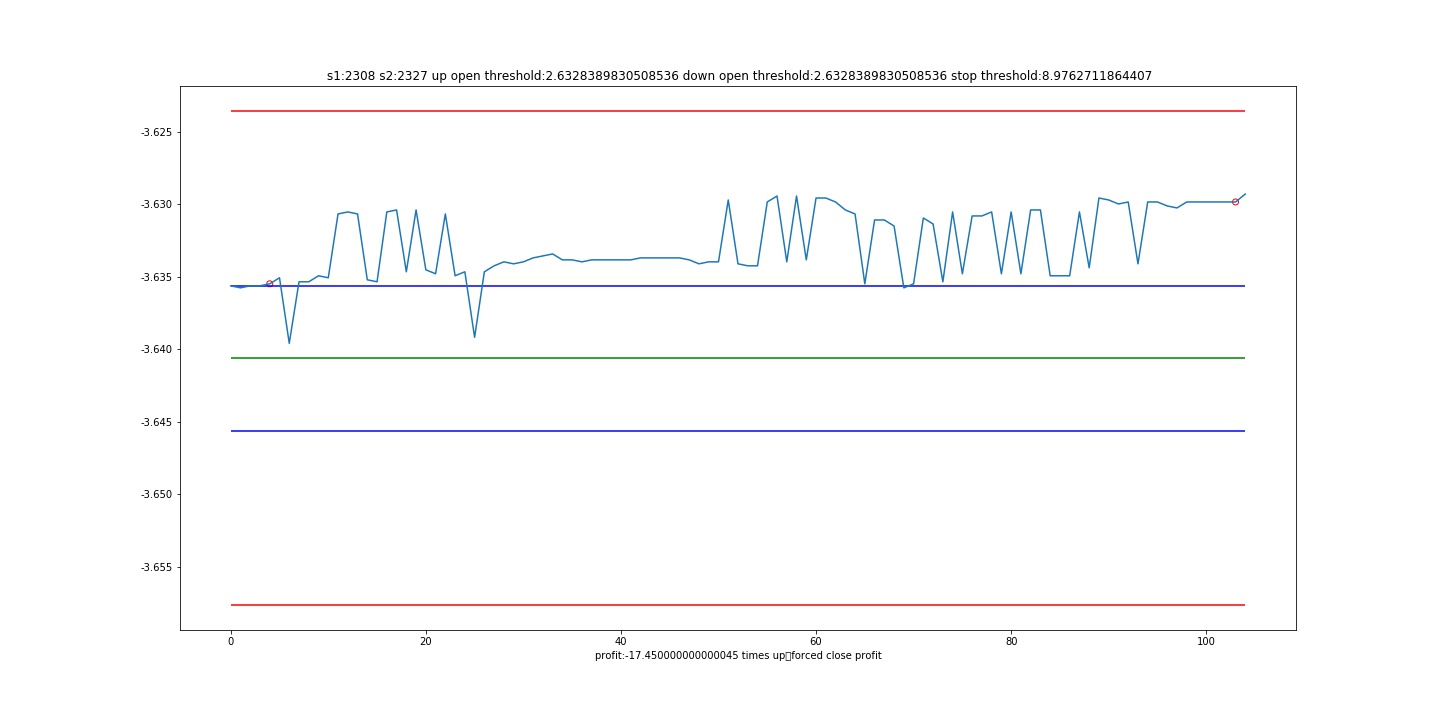 s1:2308 s2:2327 up open threshold:2.6328389830508536 down open threshold:2.6328389830508536 stop threshold:8.9762711864407
-3.625
-3.630
-3.635
-3.640
-3.645
-3.650
-3.655
0 20 40 60 80 100
profit:-17.450000000000045 times up▯forced close profit